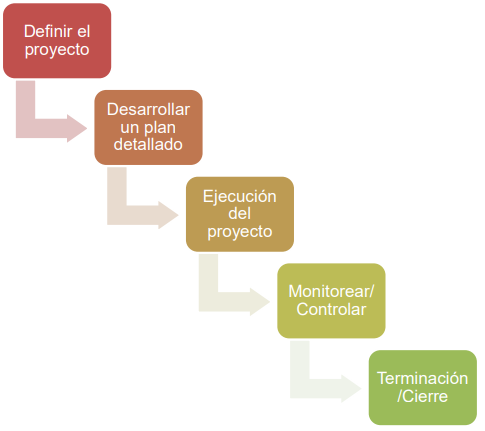 Definir el
proyecto
Desarrollar
un plan
detallado
Ejecución
del
proyecto
Monitorear/
Controlar
Terminación
/Cierre